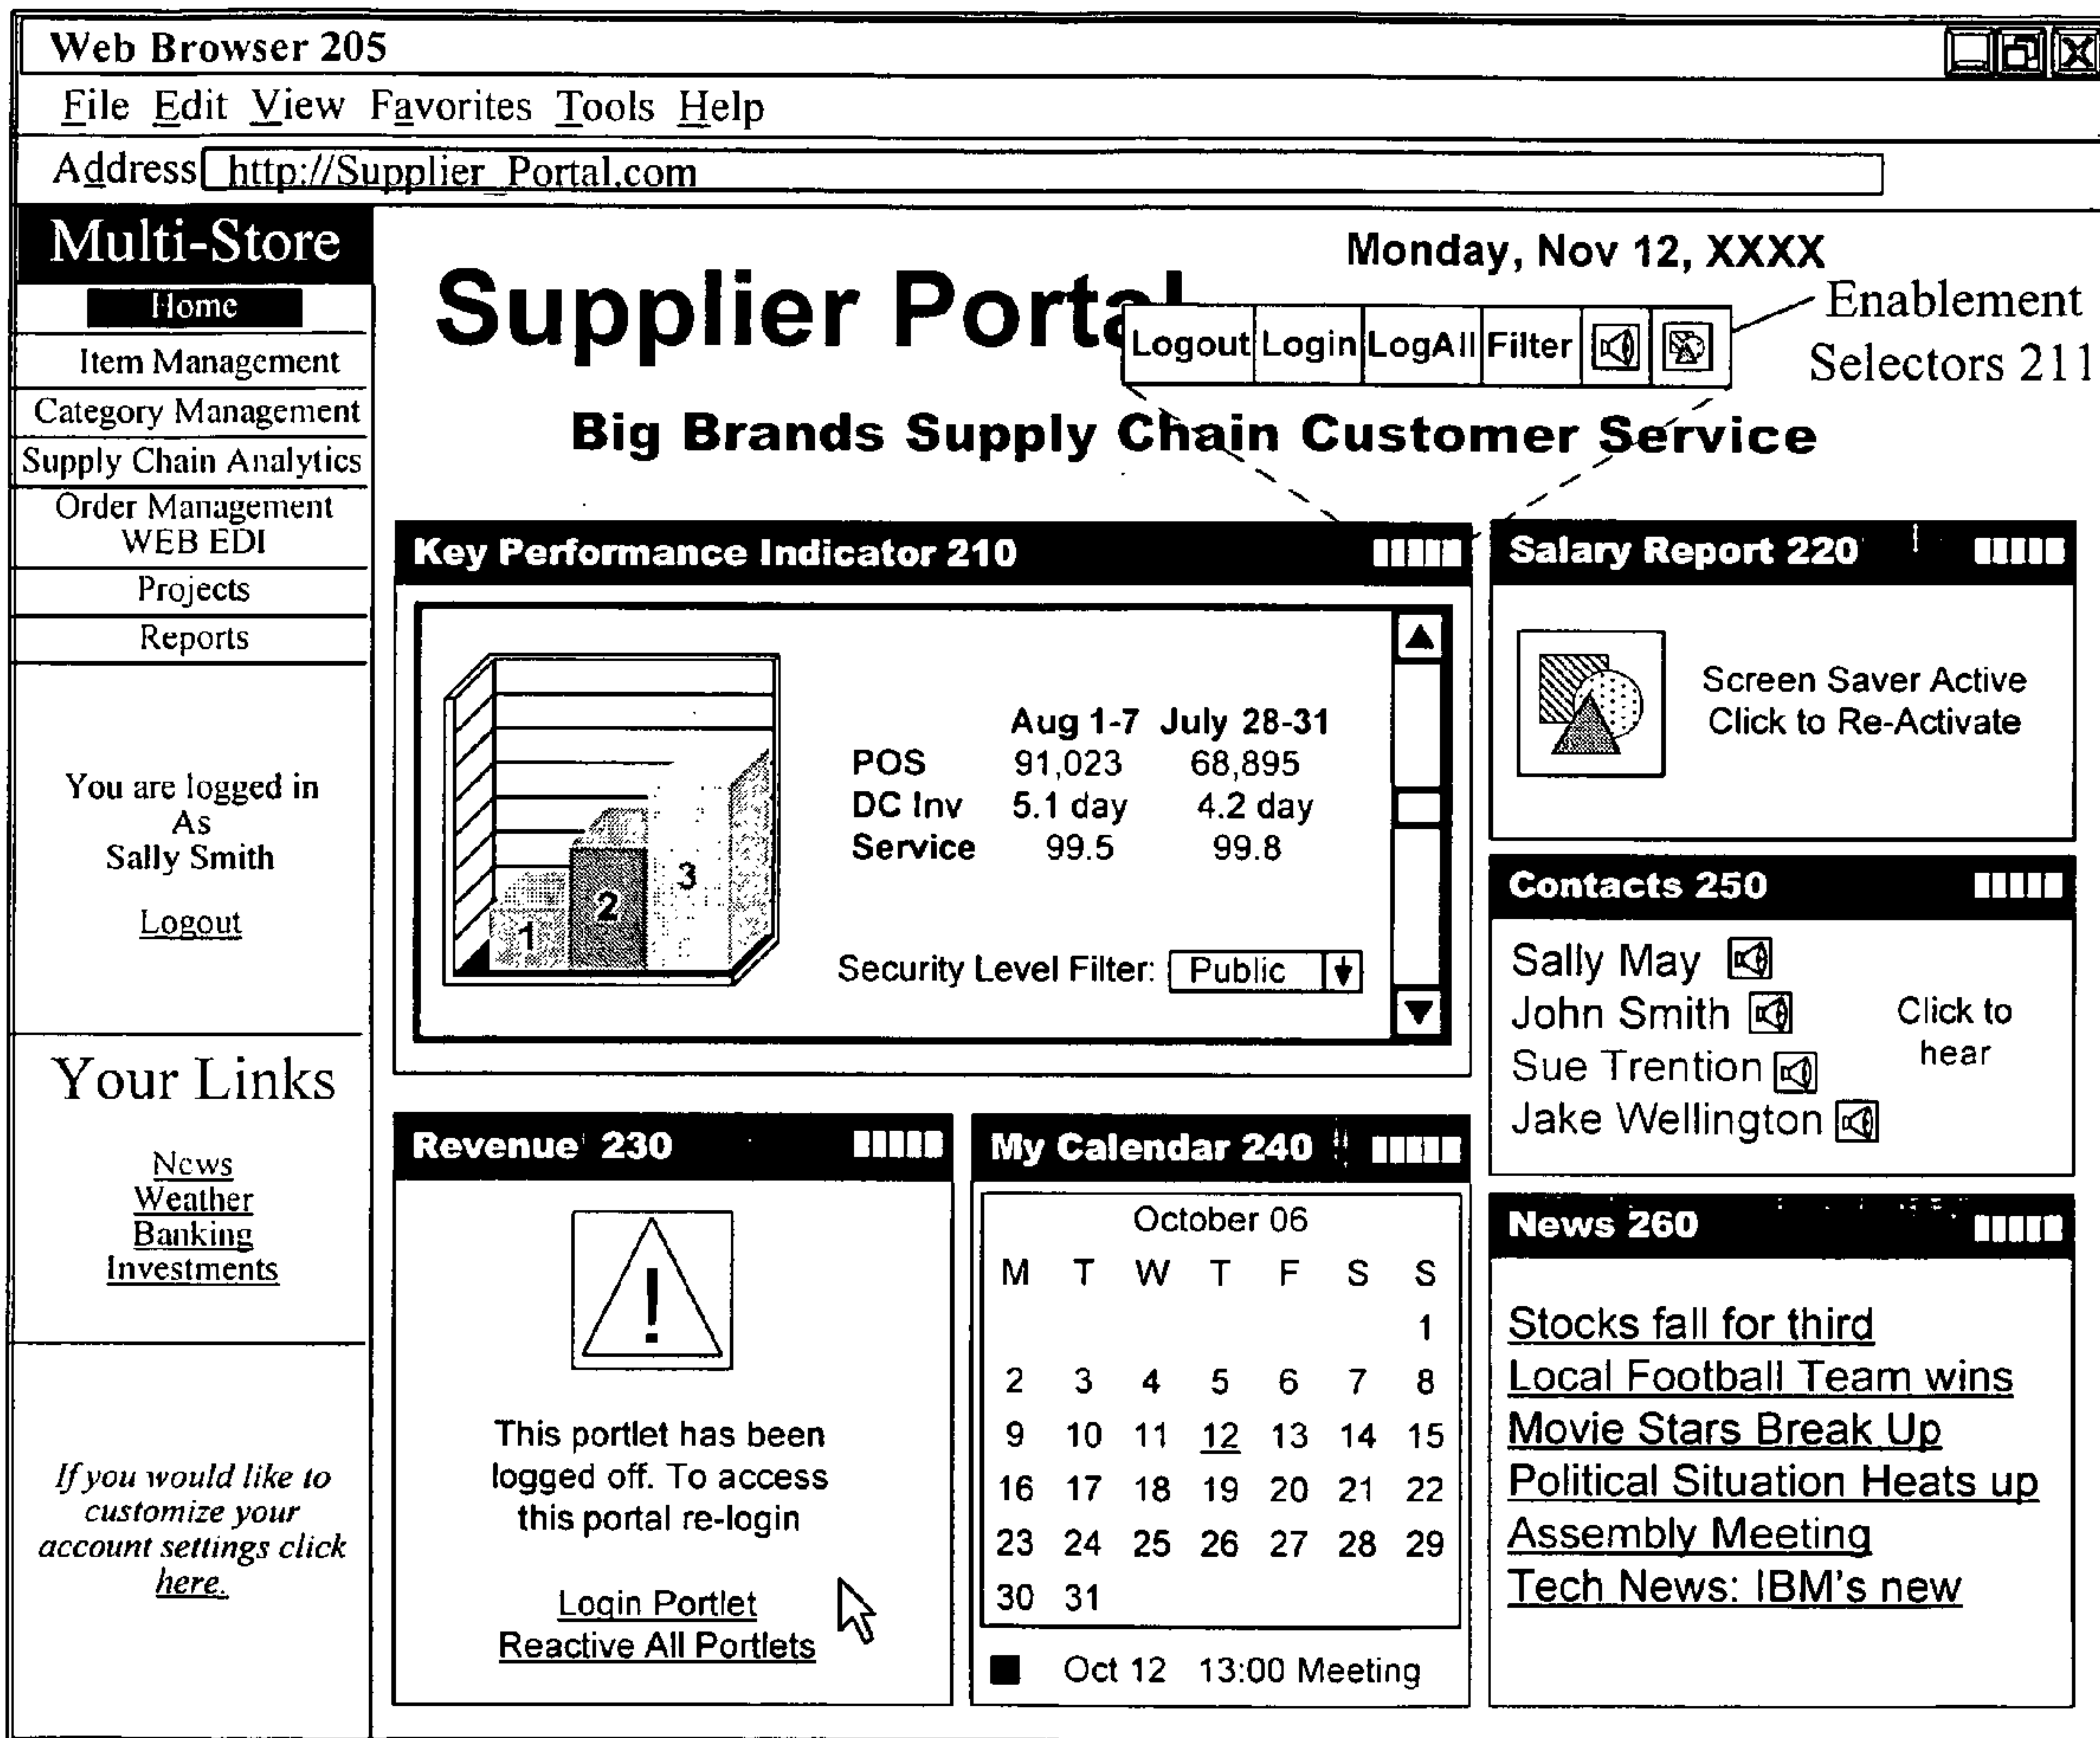 Web Browser 205
File Edit View Favorites Tools Help
Address http://Supplier_Portal.com
Multi-Store
Home
Item Management
Category Management
Supply Chain Analytics
Order Management
WEB EDI
Projects
Reports
You are logged in
As
Sally Smith
Logout
Your Links
News
Weather
Banking
Investments
If you would like to
customize your
account settings click
here.
Monday, Nov 12, XXXX
Supplier Portal
Logout Login LogAll Filter
Enablement
Selectors 211
Big Brands Supply Chain Customer Service
Key Performance Indicator 210
1 2 3
Aug 1-7 July 28-31
POS 91,023 68,895
DC Inv 5.1 day 4.2 day
Service 99.5 99.8
Security Level Filter: Public
Salary Report 220
Screen Saver Active
Click to Re-Activate
Contacts 250
Sally May
John Smith
Sue Trention
Jake Wellington
Click to
hear
Revenue 230
!
This portlet has been
logged off. To access
this portal re-login
Login Portlet
Reactive All Portlets
My Calendar 240
October 06
M T W T F S S
1
2 3 4 5 6 7 8
9 10 11 12 13 14 15
16 17 18 19 20 21 22
23 24 25 26 27 28 29
30 31
Oct 12 13:00 Meeting
News 260
Stocks fall for third
Local Football Team wins
Movie Stars Break Up
Political Situation Heats up
Assembly Meeting
Tech News: IBM's new